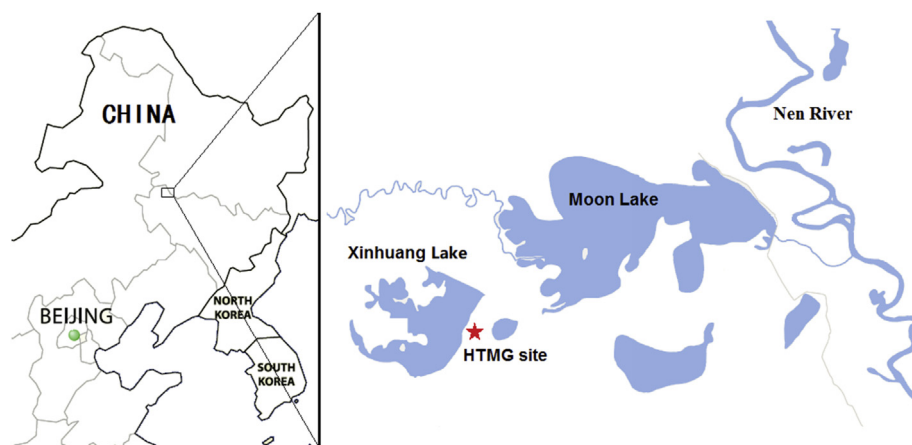 CHINA
BEIJING
NORTH
KOREA
SOUTH
KOREA
Nen River
Moon Lake
Xinhuang Lake
HTMG site